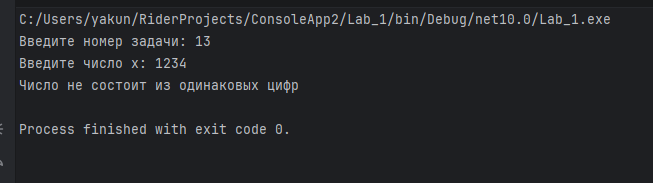 C:/Users/yakun/RiderProjects/ConsoleApp2/Lab_1/bin/Debug/net10.0/Lab_1.exe
Введите номер задачи: 13
Введите число x: 1234
Число не состоит из одинаковых цифр
Process finished with exit code 0.